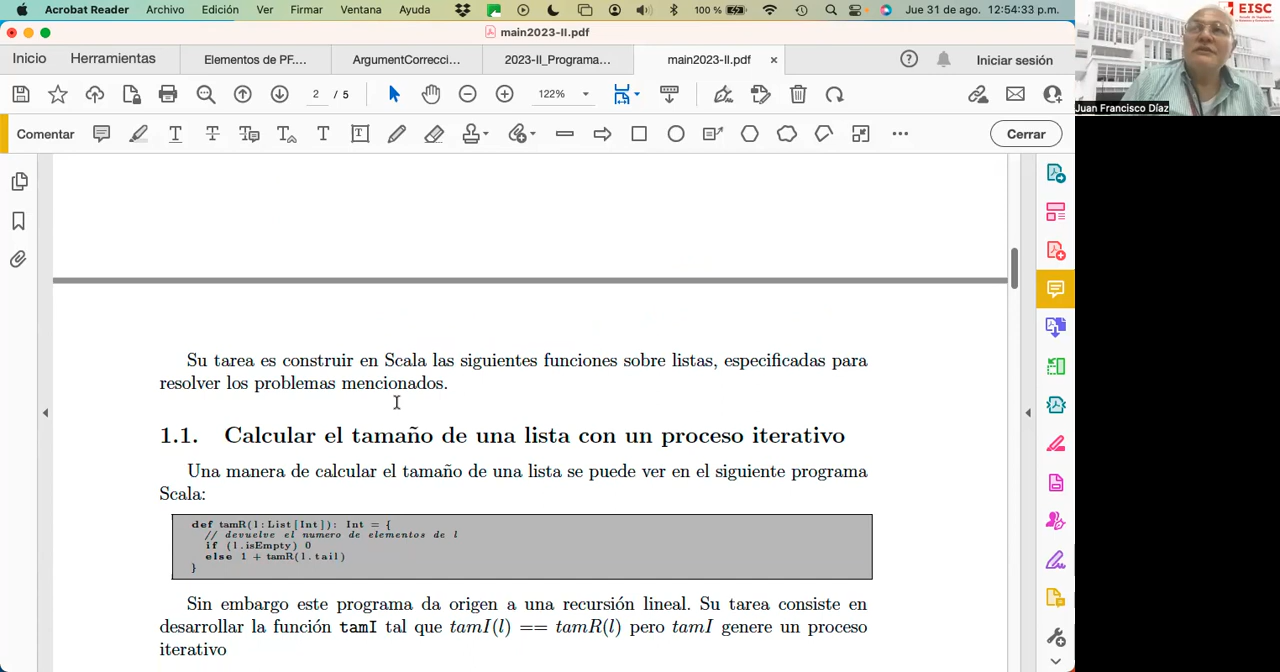 Acrobat Reader Archivo Edición Ver Firmar Ventana Ayuda 100 % Jue 31 de ago. 12:54:33 p.m.
main2023-II.pdf
Inicio Herramientas Elementos de PF.... ArgumentCorrecci... 2023-II_Programa... main2023-II.pdf × Iniciar sesión
2 / 5 122%
Comentar Cerrar
EISC
Juan Francisco Díaz
Su tarea es construir en Scala las siguientes funciones sobre listas, especificadas para
resolver los problemas mencionados.
1.1. Calcular el tamaño de una lista con un proceso iterativo
Una manera de calcular el tamaño de una lista se puede ver en el siguiente programa
Scala:
def tamR(l:List[Int]): Int = {
// devuelve el numero de elementos de l
if (l.isEmpty) 0
else 1 + tamR(l.tail)
}
Sin embargo este programa da origen a una recursión lineal. Su tarea consiste en
desarrollar la función tamI tal que tamI(l) == tamR(l) pero tamI genere un proceso
iterativo